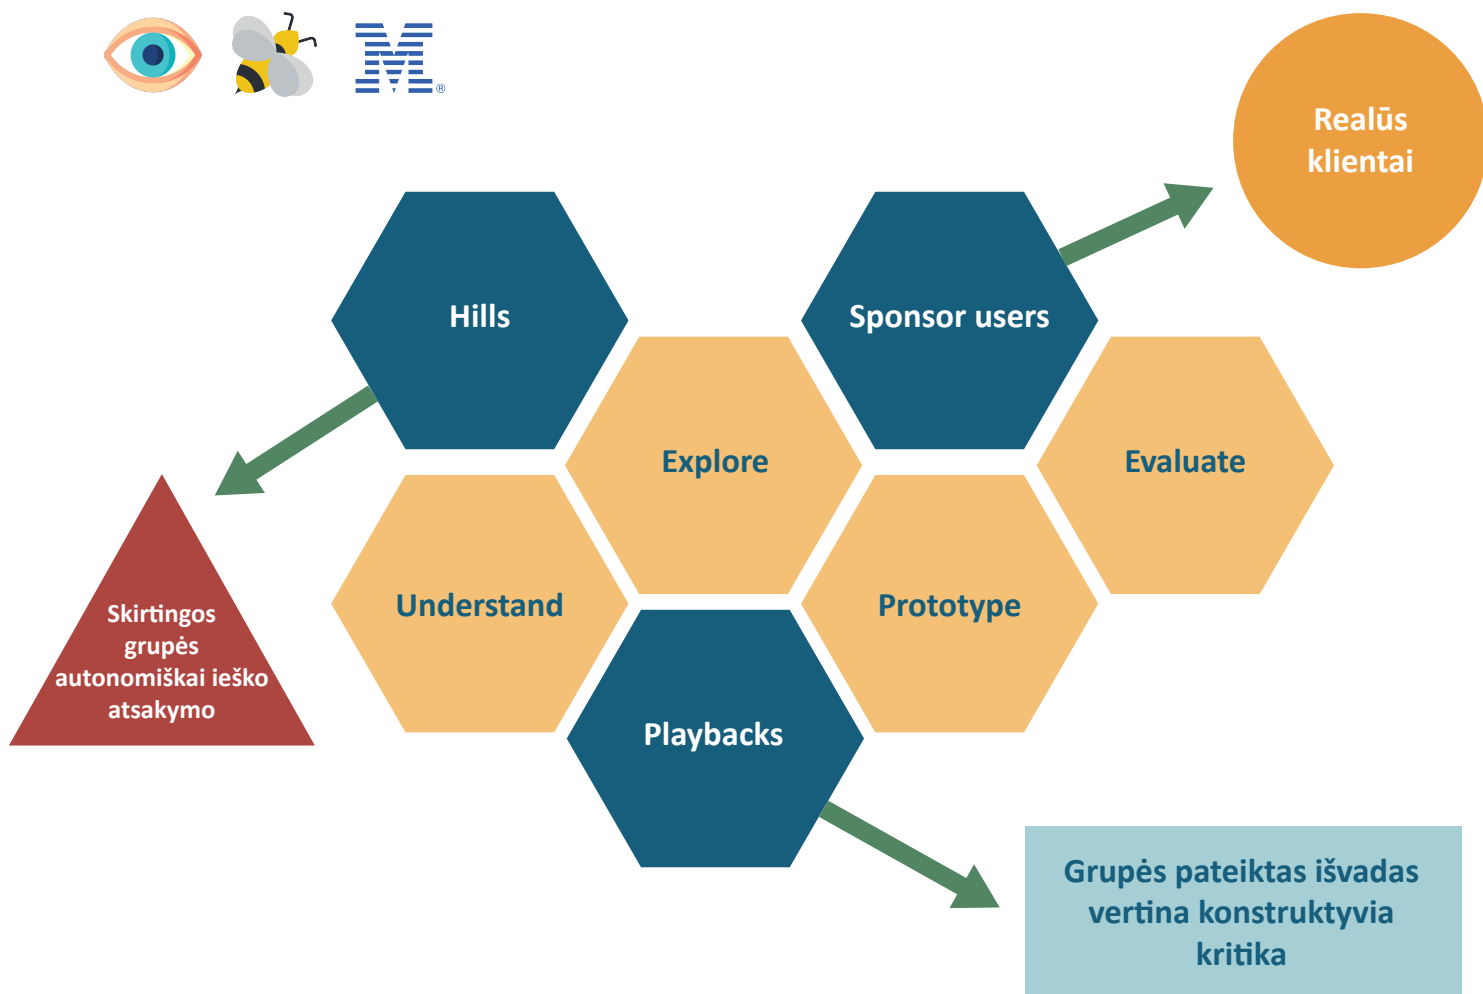 M®
Realūs
klientai
Hills
Sponsor users
Explore
Evaluate
Understand
Prototype
Skirtingos
grupės
autonomiškai ieško
atsakymo
Playbacks
Grupės pateiktas išvadas
vertina konstruktyvia
kritika